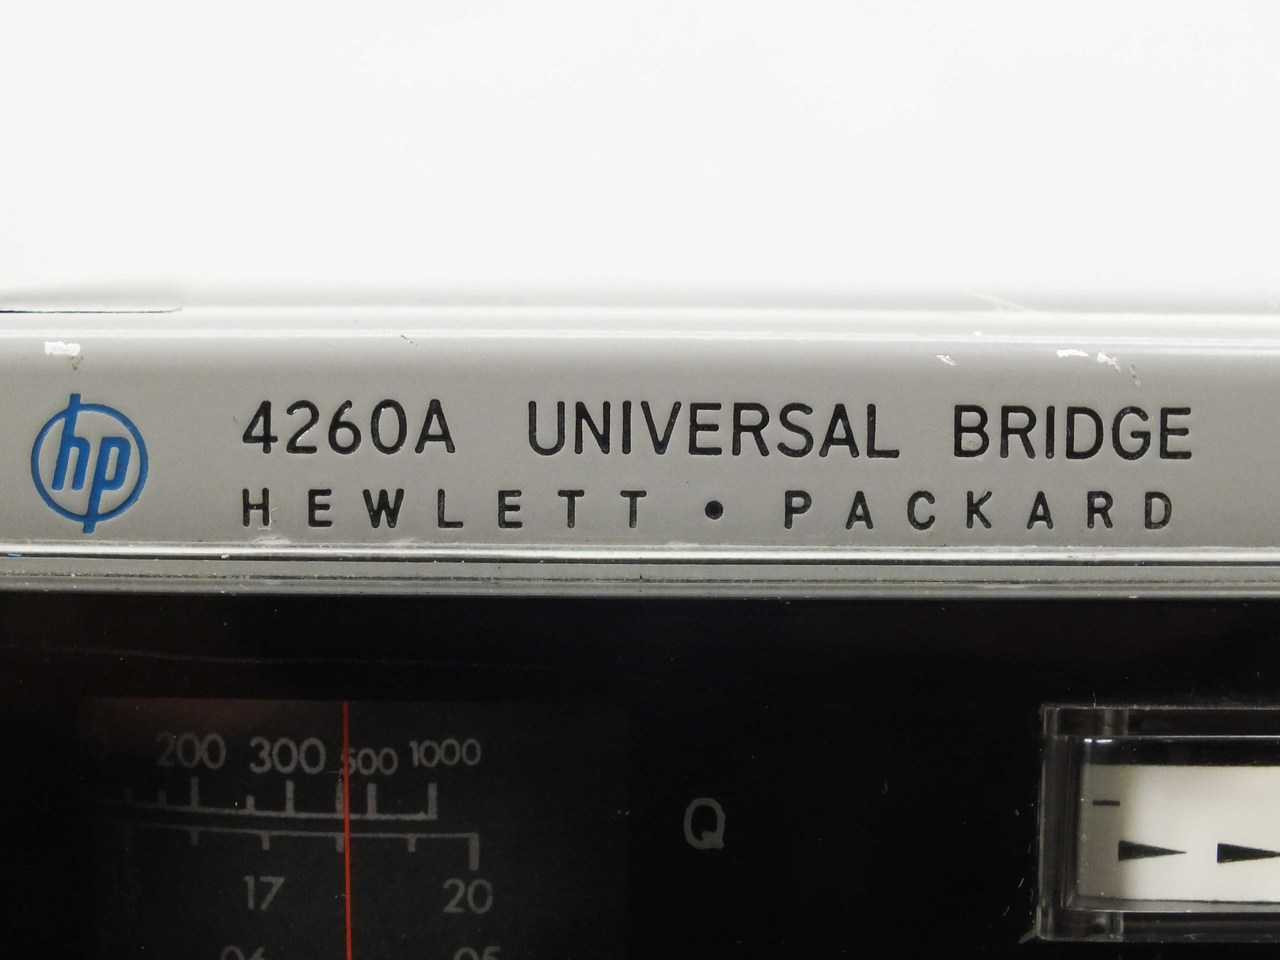 hp 4260A UNIVERSAL BRIDGE
HEWLETT • PACKARD
200 300 500 1000
Q
17 20